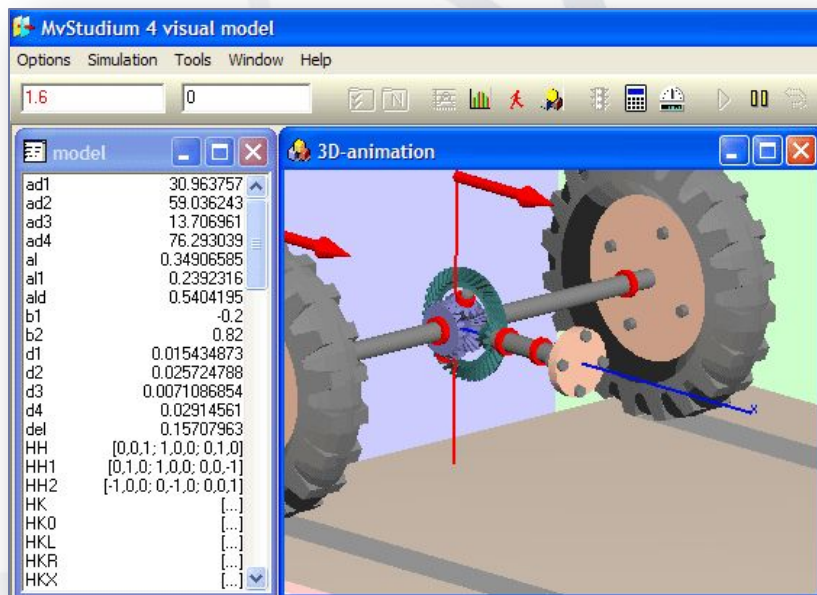 MvStudium 4 visual model
Options Simulation Tools Window Help
1.6 0
model
3D-animation
ad1 30.963757
ad2 59.036243
ad3 13.706961
ad4 76.293039
al 0.34906585
al1 0.2392316
ald 0.5404195
b1 -0.2
b2 0.82
d1 0.015434873
d2 0.025724788
d3 0.0071086854
d4 0.02914561
del 0.15707963
HH [0,0,1; 1,0,0; 0,1,0]
HH1 [0,1,0; 1,0,0; 0,0,-1]
HH2 [-1,0,0; 0,-1,0; 0,0,1]
HK [...]
HK0 [...]
HKL [...]
HKR [...]
HKX [...]
x